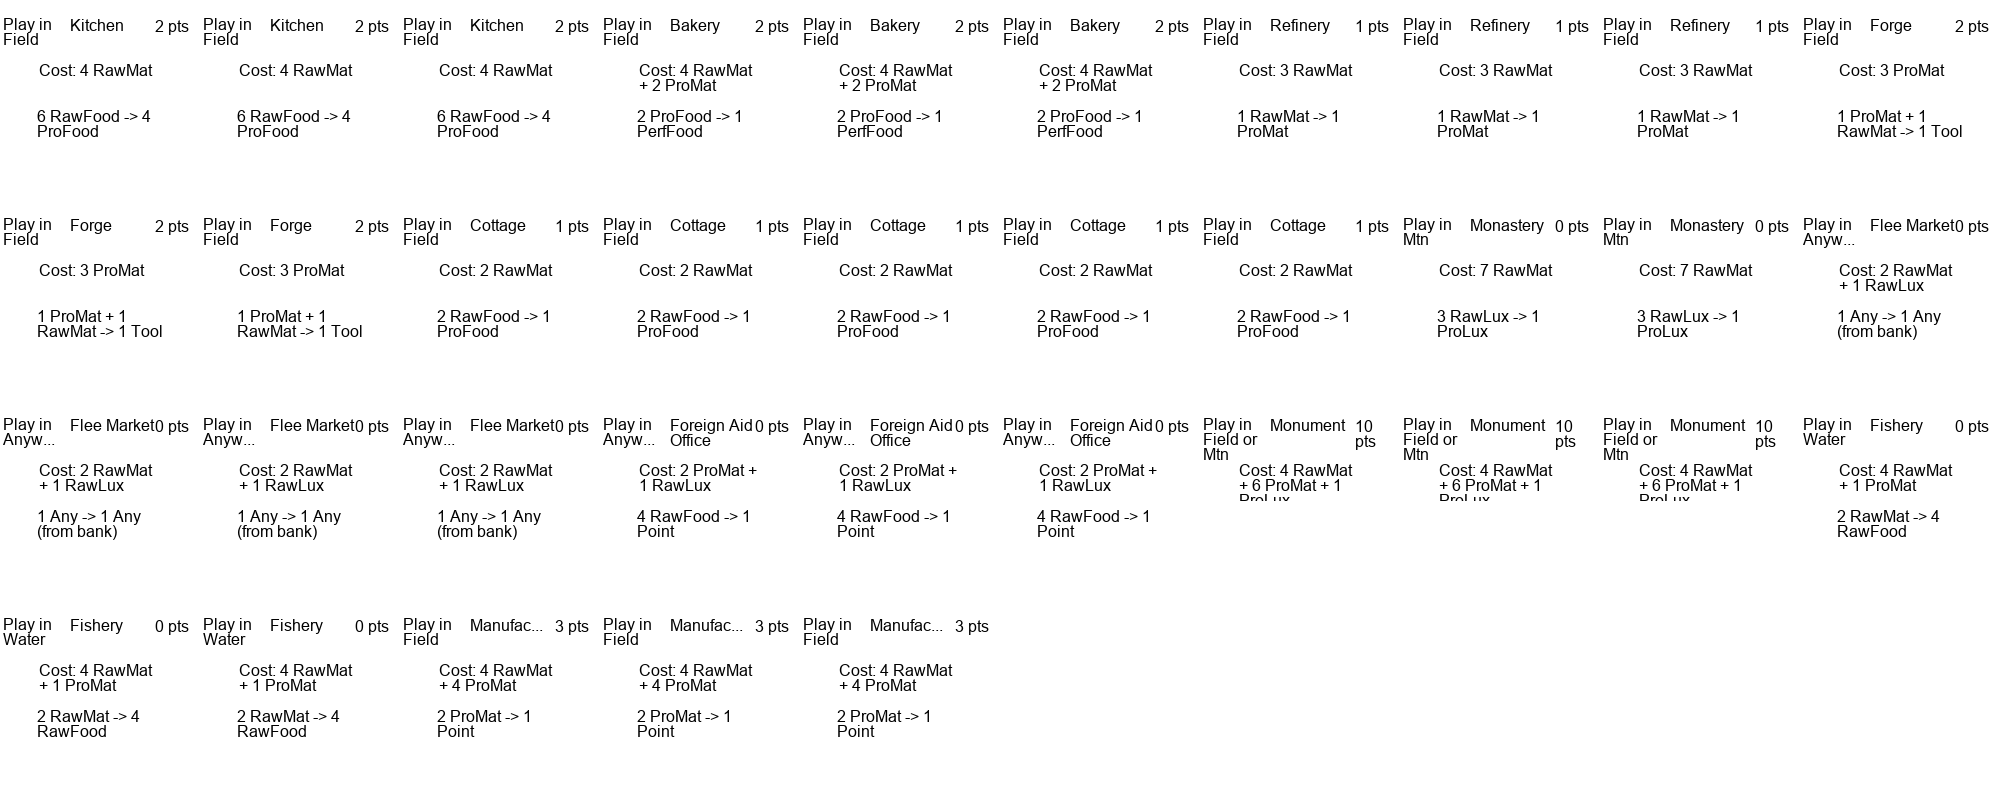 Play in
Field
Kitchen
2 pts
Cost: 4 RawMat
6 RawFood -> 4
ProFood
Play in
Field
Kitchen
2 pts
Cost: 4 RawMat
6 RawFood -> 4
ProFood
Play in
Field
Kitchen
2 pts
Cost: 4 RawMat
6 RawFood -> 4
ProFood
Play in
Field
Bakery
2 pts
Cost: 4 RawMat
+ 2 ProMat
2 ProFood -> 1
PerfFood
Play in
Field
Bakery
2 pts
Cost: 4 RawMat
+ 2 ProMat
2 ProFood -> 1
PerfFood
Play in
Field
Bakery
2 pts
Cost: 4 RawMat
+ 2 ProMat
2 ProFood -> 1
PerfFood
Play in
Field
Refinery
1 pts
Cost: 3 RawMat
1 RawMat -> 1
ProMat
Play in
Field
Refinery
1 pts
Cost: 3 RawMat
1 RawMat -> 1
ProMat
Play in
Field
Refinery
1 pts
Cost: 3 RawMat
1 RawMat -> 1
ProMat
Play in
Field
Forge
2 pts
Cost: 3 ProMat
1 ProMat + 1
RawMat -> 1 Tool
Play in
Field
Forge
2 pts
Cost: 3 ProMat
1 ProMat + 1
RawMat -> 1 Tool
Play in
Field
Forge
2 pts
Cost: 3 ProMat
1 ProMat + 1
RawMat -> 1 Tool
Play in
Field
Cottage
1 pts
Cost: 2 RawMat
2 RawFood -> 1
ProFood
Play in
Field
Cottage
1 pts
Cost: 2 RawMat
2 RawFood -> 1
ProFood
Play in
Field
Cottage
1 pts
Cost: 2 RawMat
2 RawFood -> 1
ProFood
Play in
Field
Cottage
1 pts
Cost: 2 RawMat
2 RawFood -> 1
ProFood
Play in
Field
Cottage
1 pts
Cost: 2 RawMat
2 RawFood -> 1
ProFood
Play in
Mtn
Monastery
0 pts
Cost: 7 RawMat
3 RawLux -> 1
ProLux
Play in
Mtn
Monastery
0 pts
Cost: 7 RawMat
3 RawLux -> 1
ProLux
Play in
Anyw...
Flee Market
0 pts
Cost: 2 RawMat
+ 1 RawLux
1 Any -> 1 Any
(from bank)
Play in
Anyw...
Flee Market
0 pts
Cost: 2 RawMat
+ 1 RawLux
1 Any -> 1 Any
(from bank)
Play in
Anyw...
Flee Market
0 pts
Cost: 2 RawMat
+ 1 RawLux
1 Any -> 1 Any
(from bank)
Play in
Anyw...
Flee Market
0 pts
Cost: 2 RawMat
+ 1 RawLux
1 Any -> 1 Any
(from bank)
Play in
Anyw...
Foreign Aid
Office
0 pts
Cost: 2 ProMat +
1 RawLux
4 RawFood -> 1
Point
Play in
Anyw...
Foreign Aid
Office
0 pts
Cost: 2 ProMat +
1 RawLux
4 RawFood -> 1
Point
Play in
Anyw...
Foreign Aid
Office
0 pts
Cost: 2 ProMat +
1 RawLux
4 RawFood -> 1
Point
Play in
Field or
Mtn
Monument
10
pts
Cost: 4 RawMat
+ 6 ProMat + 1
ProLux
Play in
Field or
Mtn
Monument
10
pts
Cost: 4 RawMat
+ 6 ProMat + 1
ProLux
Play in
Field or
Mtn
Monument
10
pts
Cost: 4 RawMat
+ 6 ProMat + 1
ProLux
Play in
Water
Fishery
0 pts
Cost: 4 RawMat
+ 1 ProMat
2 RawMat -> 4
RawFood
Play in
Water
Fishery
0 pts
Cost: 4 RawMat
+ 1 ProMat
2 RawMat -> 4
RawFood
Play in
Water
Fishery
0 pts
Cost: 4 RawMat
+ 1 ProMat
2 RawMat -> 4
RawFood
Play in
Field
Manufac...
3 pts
Cost: 4 RawMat
+ 4 ProMat
2 ProMat -> 1
Point
Play in
Field
Manufac...
3 pts
Cost: 4 RawMat
+ 4 ProMat
2 ProMat -> 1
Point
Play in
Field
Manufac...
3 pts
Cost: 4 RawMat
+ 4 ProMat
2 ProMat -> 1
Point